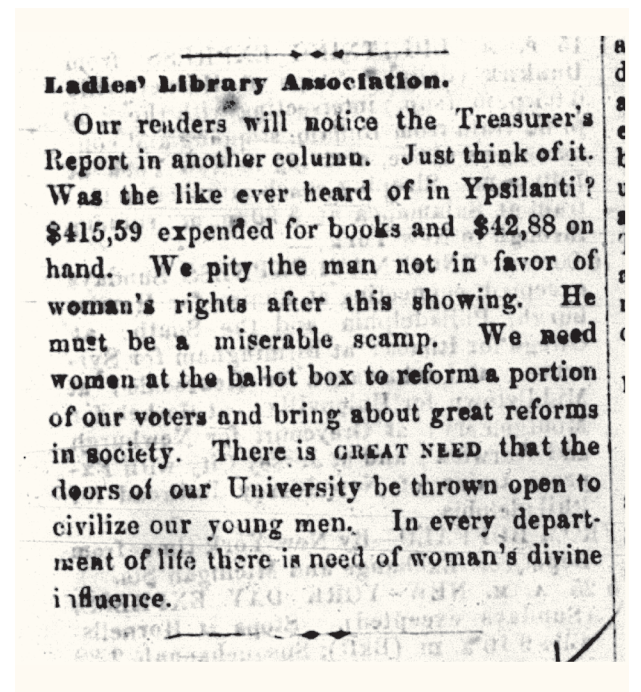 Ladies' Library Association.
Our readers will notice the Treasurer's
Report in another column. Just think of it.
Was the like ever heard of in Ypsilanti?
$415,59 expended for books and $42,88 on
hand. We pity the man not in favor of
woman's rights after this showing. He
must be a miserable scamp. We need
women at the ballot box to reform a portion
of our voters and bring about great reforms
in society. There is GREAT NEED that the
doors of our University be thrown open to
civilize our young men. In every depart-
ment of life there is need of woman's divine
influence.